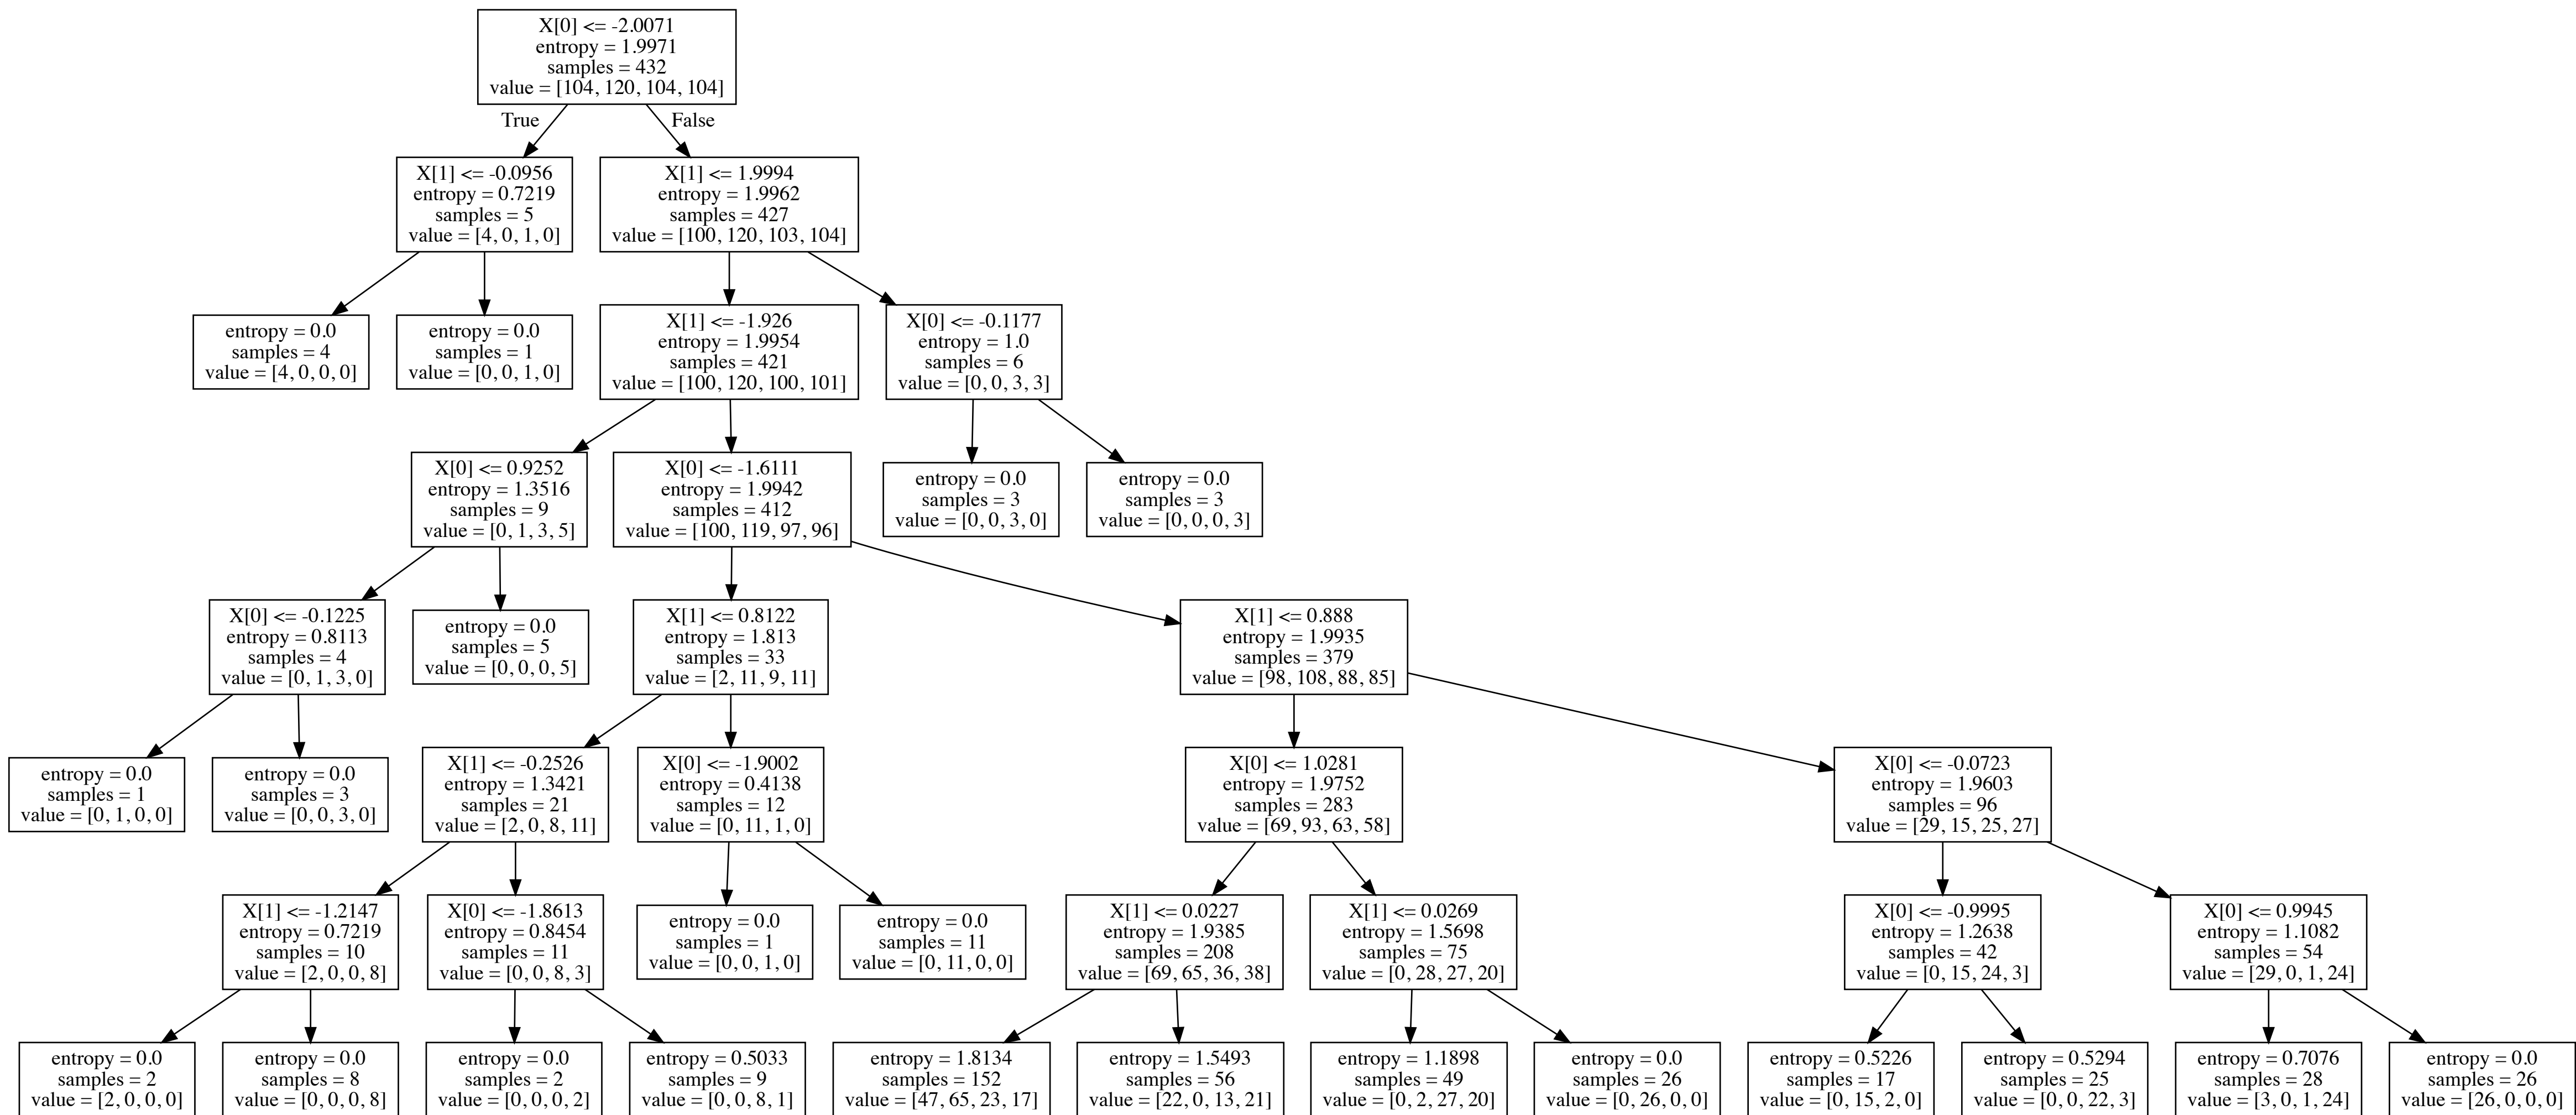 X[0] <= -2.0071
entropy = 1.9971
samples = 432
value = [104, 120, 104, 104]
True
False
X[1] <= -0.0956
entropy = 0.7219
samples = 5
value = [4, 0, 1, 0]
X[1] <= 1.9994
entropy = 1.9962
samples = 427
value = [100, 120, 103, 104]
entropy = 0.0
samples = 4
value = [4, 0, 0, 0]
entropy = 0.0
samples = 1
value = [0, 0, 1, 0]
X[1] <= -1.926
entropy = 1.9954
samples = 421
value = [100, 120, 100, 101]
X[0] <= -0.1177
entropy = 1.0
samples = 6
value = [0, 0, 3, 3]
X[0] <= 0.9252
entropy = 1.3516
samples = 9
value = [0, 1, 3, 5]
X[0] <= -1.6111
entropy = 1.9942
samples = 412
value = [100, 119, 97, 96]
entropy = 0.0
samples = 3
value = [0, 0, 3, 0]
entropy = 0.0
samples = 3
value = [0, 0, 0, 3]
X[0] <= -0.1225
entropy = 0.8113
samples = 4
value = [0, 1, 3, 0]
entropy = 0.0
samples = 5
value = [0, 0, 0, 5]
X[1] <= 0.8122
entropy = 1.813
samples = 33
value = [2, 11, 9, 11]
X[1] <= 0.888
entropy = 1.9935
samples = 379
value = [98, 108, 88, 85]
entropy = 0.0
samples = 1
value = [0, 1, 0, 0]
entropy = 0.0
samples = 3
value = [0, 0, 3, 0]
X[1] <= -0.2526
entropy = 1.3421
samples = 21
value = [2, 0, 8, 11]
X[0] <= -1.9002
entropy = 0.4138
samples = 12
value = [0, 11, 1, 0]
X[0] <= 1.0281
entropy = 1.9752
samples = 283
value = [69, 93, 63, 58]
X[0] <= -0.0723
entropy = 1.9603
samples = 96
value = [29, 15, 25, 27]
X[1] <= -1.2147
entropy = 0.7219
samples = 10
value = [2, 0, 0, 8]
X[0] <= -1.8613
entropy = 0.8454
samples = 11
value = [0, 0, 8, 3]
entropy = 0.0
samples = 1
value = [0, 0, 1, 0]
entropy = 0.0
samples = 11
value = [0, 11, 0, 0]
X[1] <= 0.0227
entropy = 1.9385
samples = 208
value = [69, 65, 36, 38]
X[1] <= 0.0269
entropy = 1.5698
samples = 75
value = [0, 28, 27, 20]
X[0] <= -0.9995
entropy = 1.2638
samples = 42
value = [0, 15, 24, 3]
X[0] <= 0.9945
entropy = 1.1082
samples = 54
value = [29, 0, 1, 24]
entropy = 0.0
samples = 2
value = [2, 0, 0, 0]
entropy = 0.0
samples = 8
value = [0, 0, 0, 8]
entropy = 0.0
samples = 2
value = [0, 0, 0, 2]
entropy = 0.5033
samples = 9
value = [0, 0, 8, 1]
entropy = 1.8134
samples = 152
value = [47, 65, 23, 17]
entropy = 1.5493
samples = 56
value = [22, 0, 13, 21]
entropy = 1.1898
samples = 49
value = [0, 2, 27, 20]
entropy = 0.0
samples = 26
value = [0, 26, 0, 0]
entropy = 0.5226
samples = 17
value = [0, 15, 2, 0]
entropy = 0.5294
samples = 25
value = [0, 0, 22, 3]
entropy = 0.7076
samples = 28
value = [3, 0, 1, 24]
entropy = 0.0
samples = 26
value = [26, 0, 0, 0]